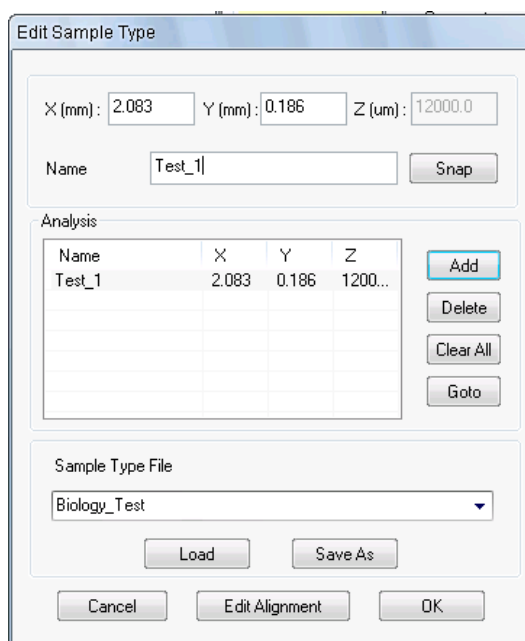 Edit Sample Type
X (mm) : 2.083 Y (mm) : 0.186 Z (um) : 12000.0
Name Test_1 Snap
Analysis
Name X Y Z
Test_1 2.083 0.186 1200...
Add
Delete
Clear All
Goto
Sample Type File
Biology_Test
Load Save As
Cancel Edit Alignment OK